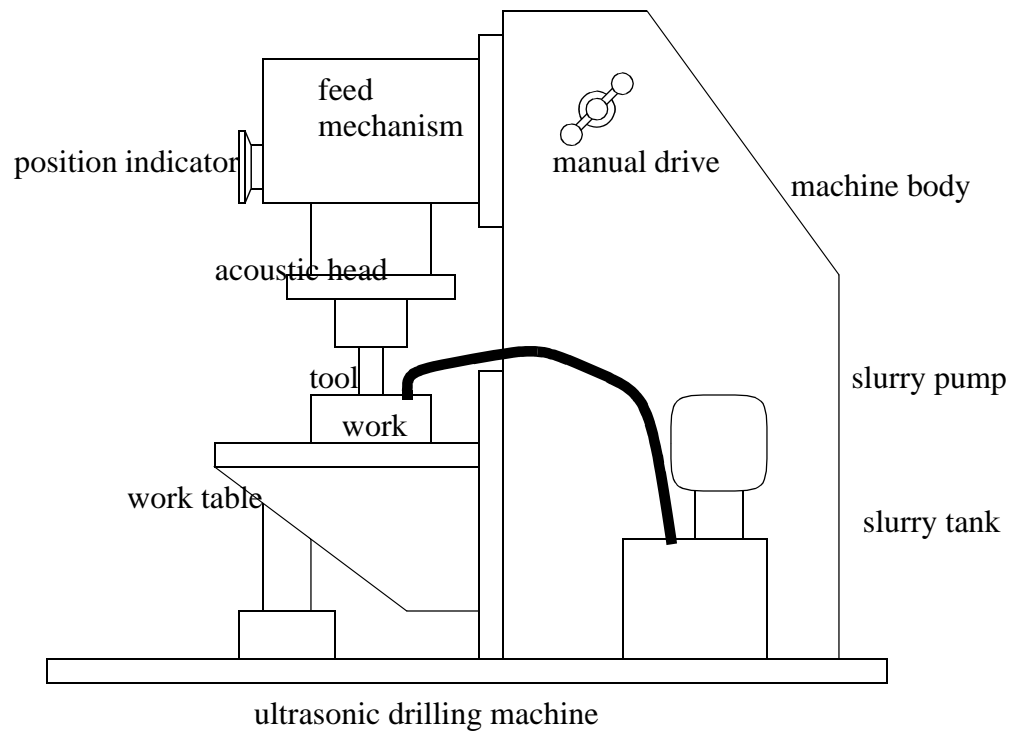 feed
mechanism
position indicator
manual drive
machine body
acoustic head
tool
slurry pump
work
work table
slurry tank
ultrasonic drilling machine